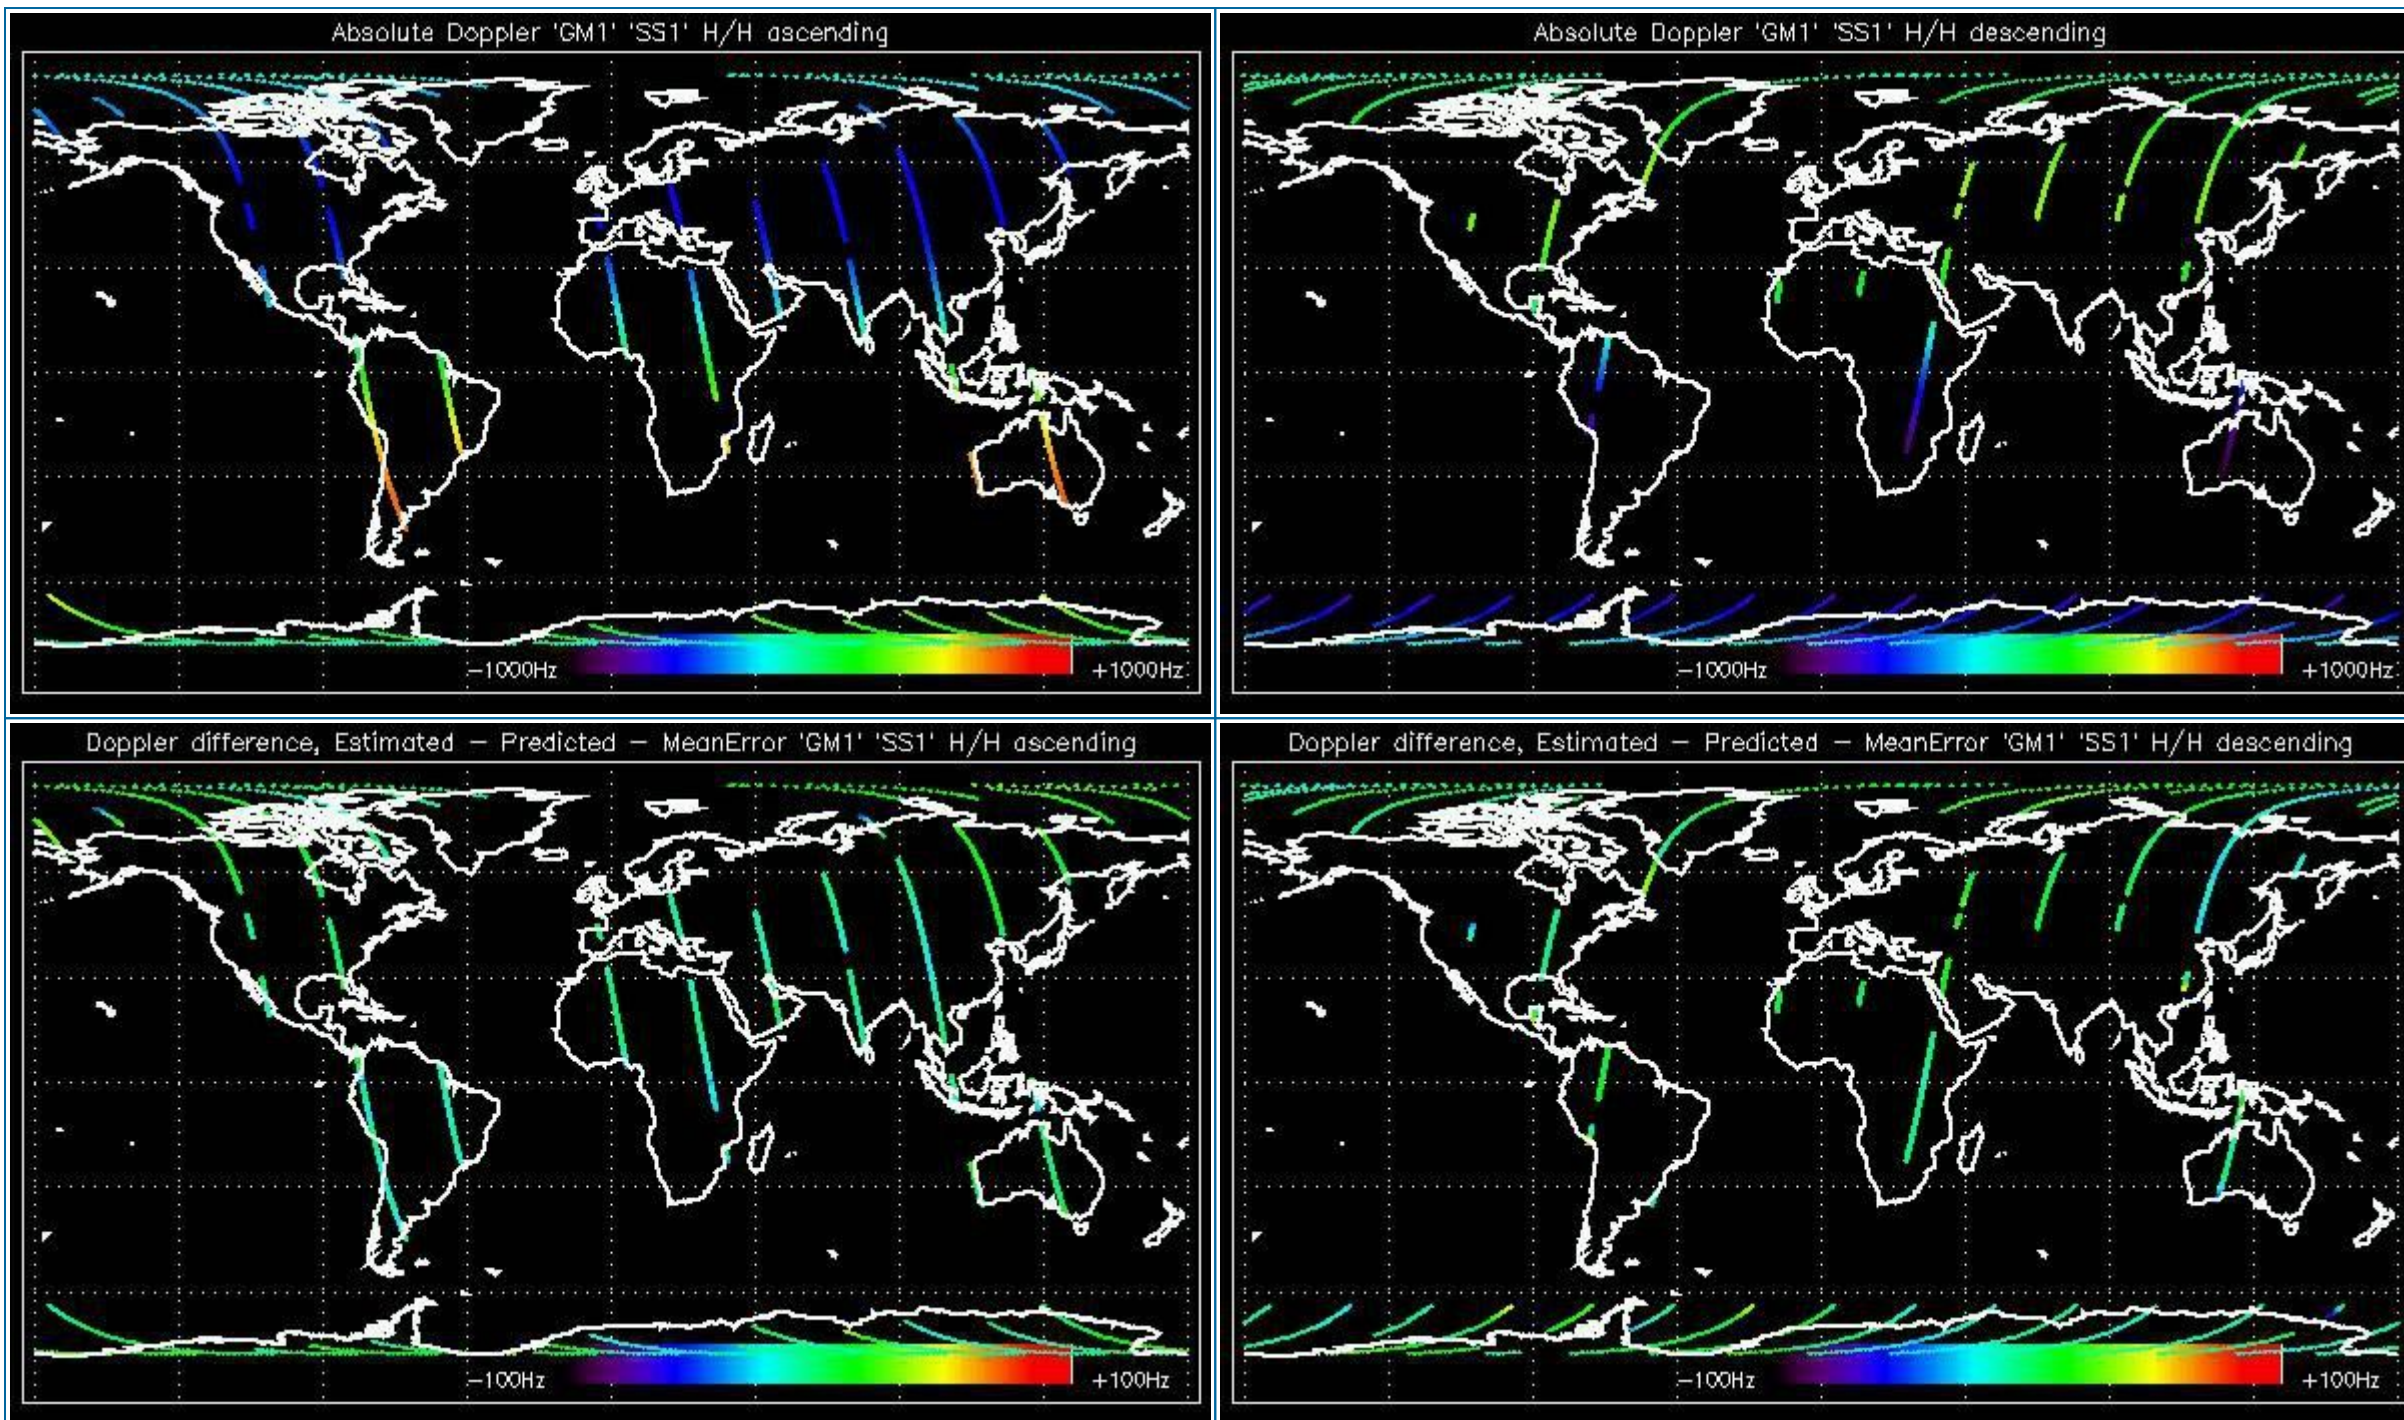 Absolute Doppler 'GM1' 'SS1' H/H ascending
−1000Hz
+1000Hz
Absolute Doppler 'GM1' 'SS1' H/H descending
−1000Hz
+1000Hz
Doppler difference, Estimated − Predicted − MeanError 'GM1' 'SS1' H/H ascending
−100Hz
+100Hz
Doppler difference, Estimated − Predicted − MeanError 'GM1' 'SS1' H/H descending
−100Hz
+100Hz